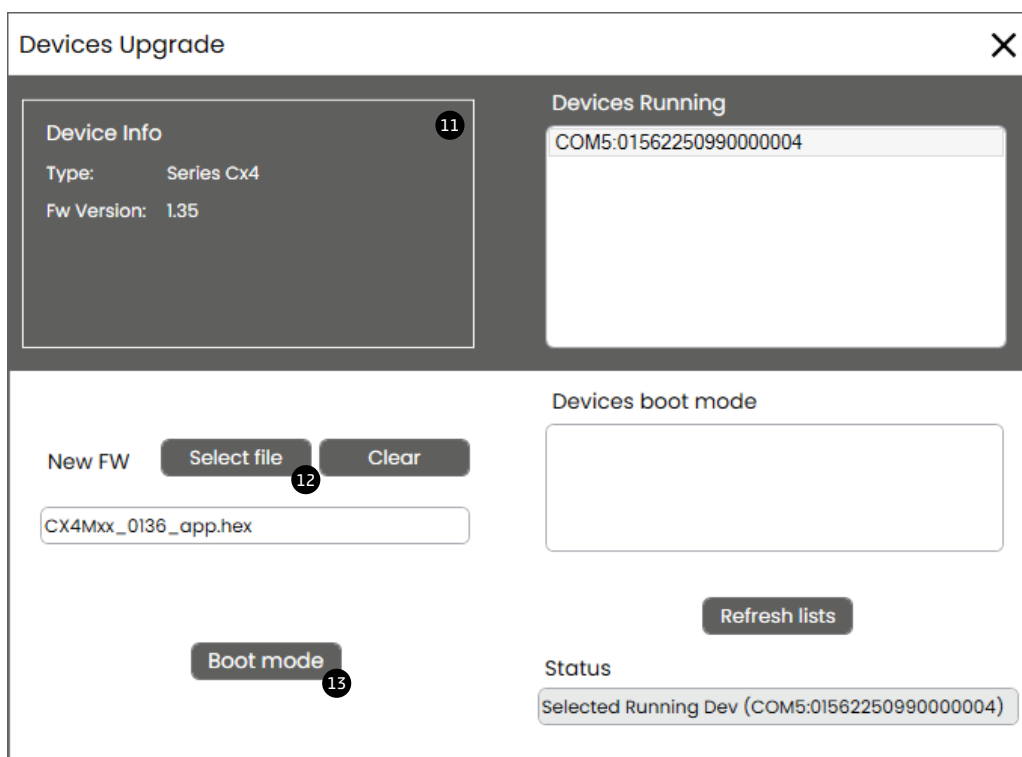 Devices Upgrade
Device Info
11
Type: Series Cx4
Fw Version: 1.35
Devices Running
COM5:01562250990000004
New FW
Select file
12
Clear
CX4Mxx_0136_app.hex
Boot mode
13
Devices boot mode
Refresh lists
Status
Selected Running Dev (COM5:01562250990000004)